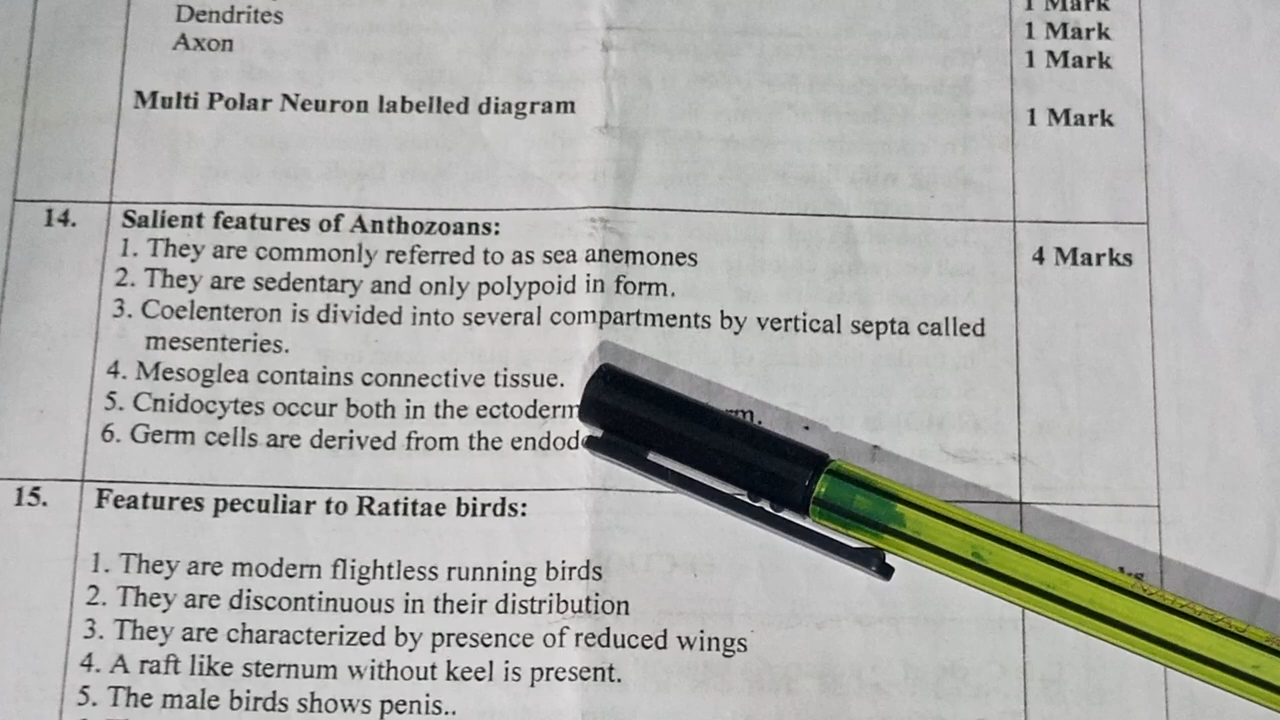 Dendrites 1 Mark
Axon 1 Mark
1 Mark
Multi Polar Neuron labelled diagram
1 Mark
14. Salient features of Anthozoans:
1. They are commonly referred to as sea anemones 4 Marks
2. They are sedentary and only polypoid in form.
3. Coelenteron is divided into several compartments by vertical septa called
mesenteries.
4. Mesoglea contains connective tissue.
5. Cnidocytes occur both in the ectoderm
6. Germ cells are derived from the
15. Features peculiar to Ratitae birds:
1. They are modern flightless running birds
2. They are discontinuous in their distribution
3. They are characterized by presence of reduced wings
4. A raft like sternum without keel is present.
5. The male birds shows penis..
NATARAJ